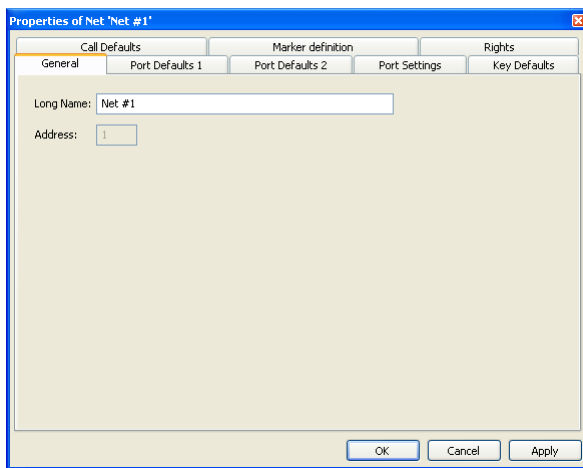 Properties of Net 'Net #1'
Call Defaults Marker definition Rights
General Port Defaults 1 Port Defaults 2 Port Settings Key Defaults
Long Name: Net #1
Address: 1
OK Cancel Apply